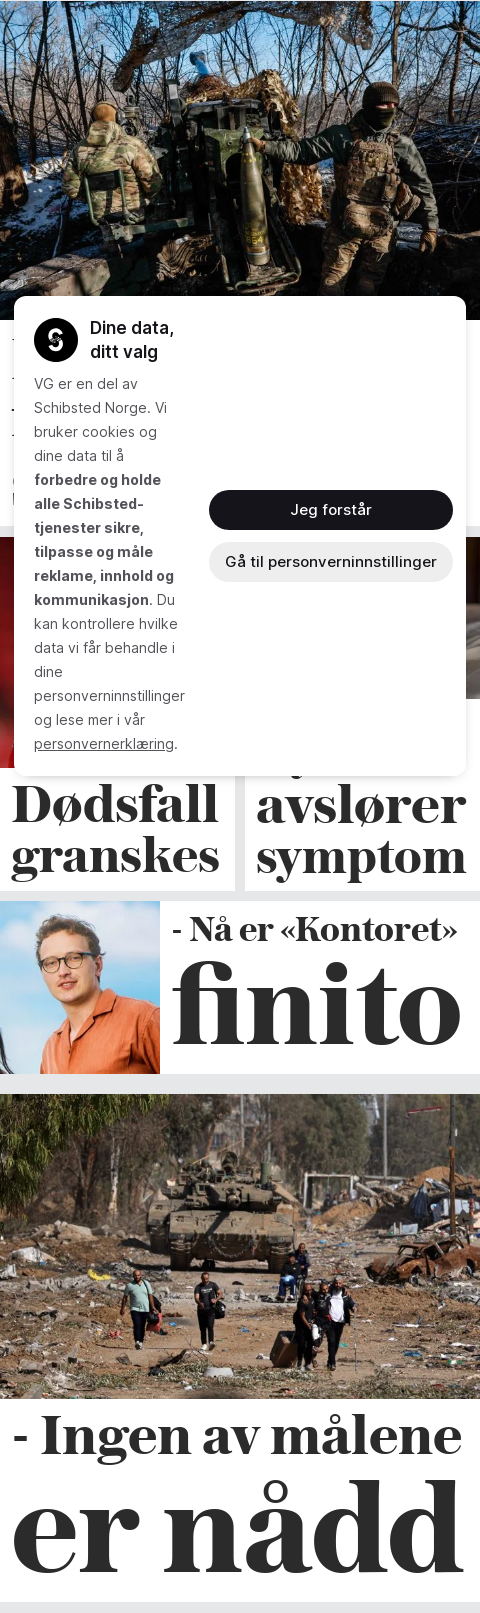 Dine data,
ditt valg
VG er en del av
Schibsted Norge. Vi
bruker cookies og
dine data til å
forbedre og holde
alle Schibsted-
tjenester sikre,
tilpasse og måle
reklame, innhold og
kommunikasjon. Du
kan kontrollere hvilke
data vi får behandle i
dine
personverninnstillinger
og lese mer i vår
personvernerklæring.
Jeg forstår
Gå til personverninnstillinger
Dødsfall
granskes
avslører
symptom
- Nå er «Kontoret»
finito
- Ingen av målene
er nådd